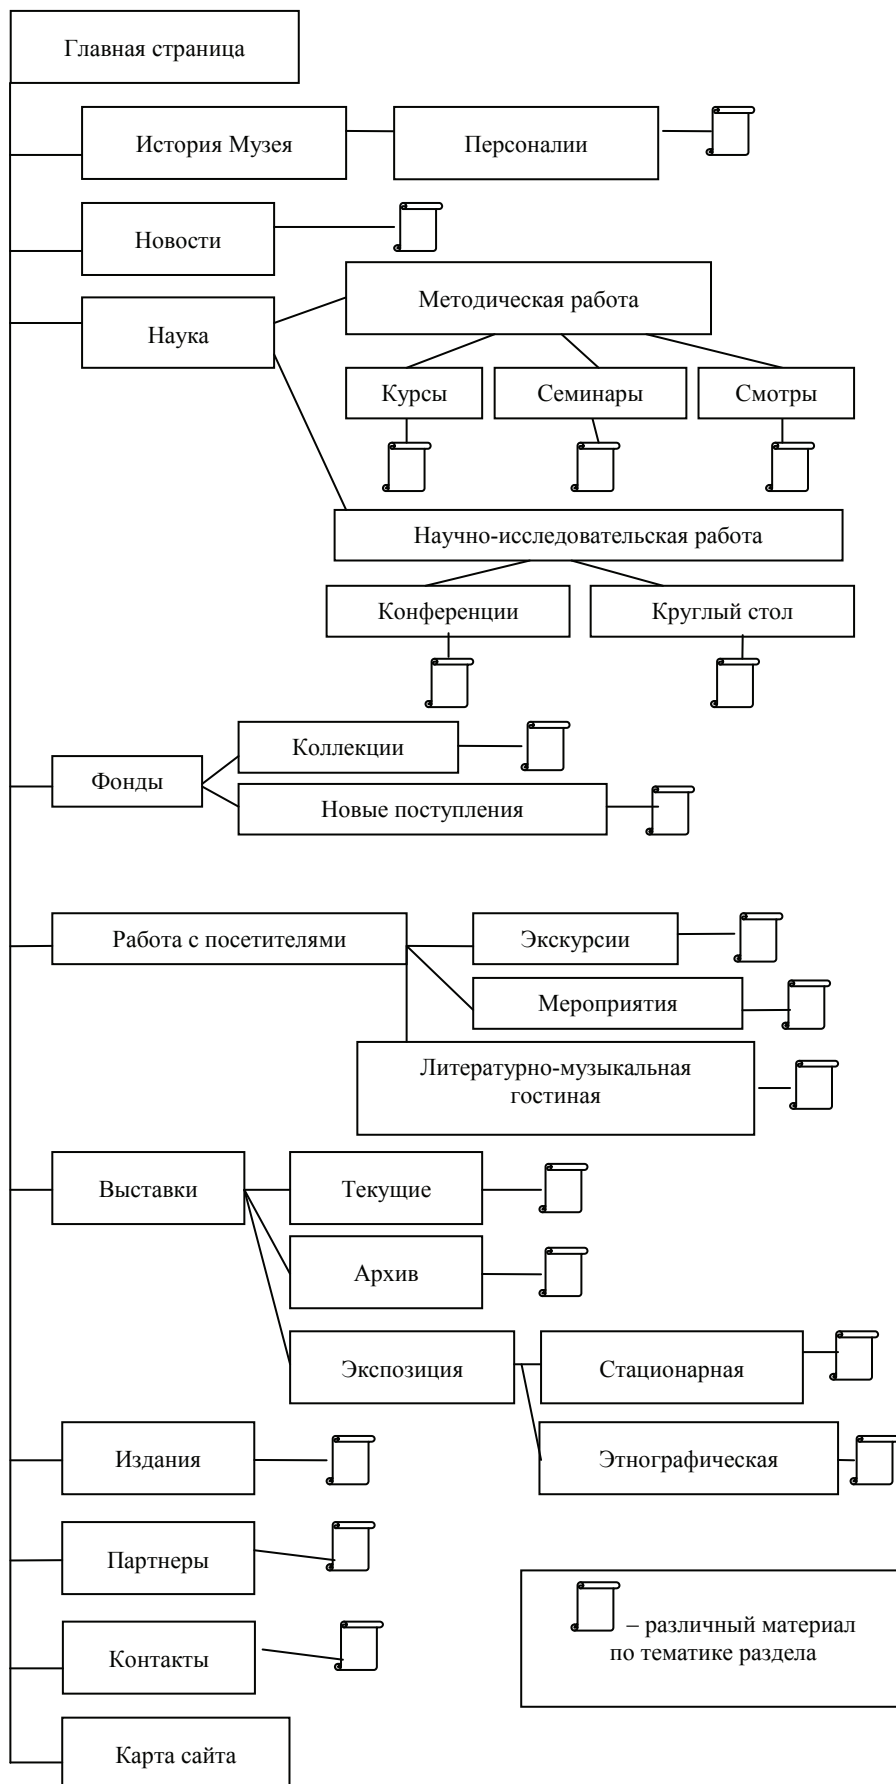 Главная страница
История Музея
Персоналии
Новости
Методическая работа
Наука
Курсы
Семинары
Смотры
Научно-исследовательская работа
Конференции
Круглый стол
Коллекции
Фонды
Новые поступления
Работа с посетителями
Экскурсии
Мероприятия
Литературно-музыкальная
гостиная
Выставки
Текущие
Архив
Экспозиция
Стационарная
Издания
Этнографическая
Партнеры
– различный материал
по тематике раздела
Контакты
Карта сайта